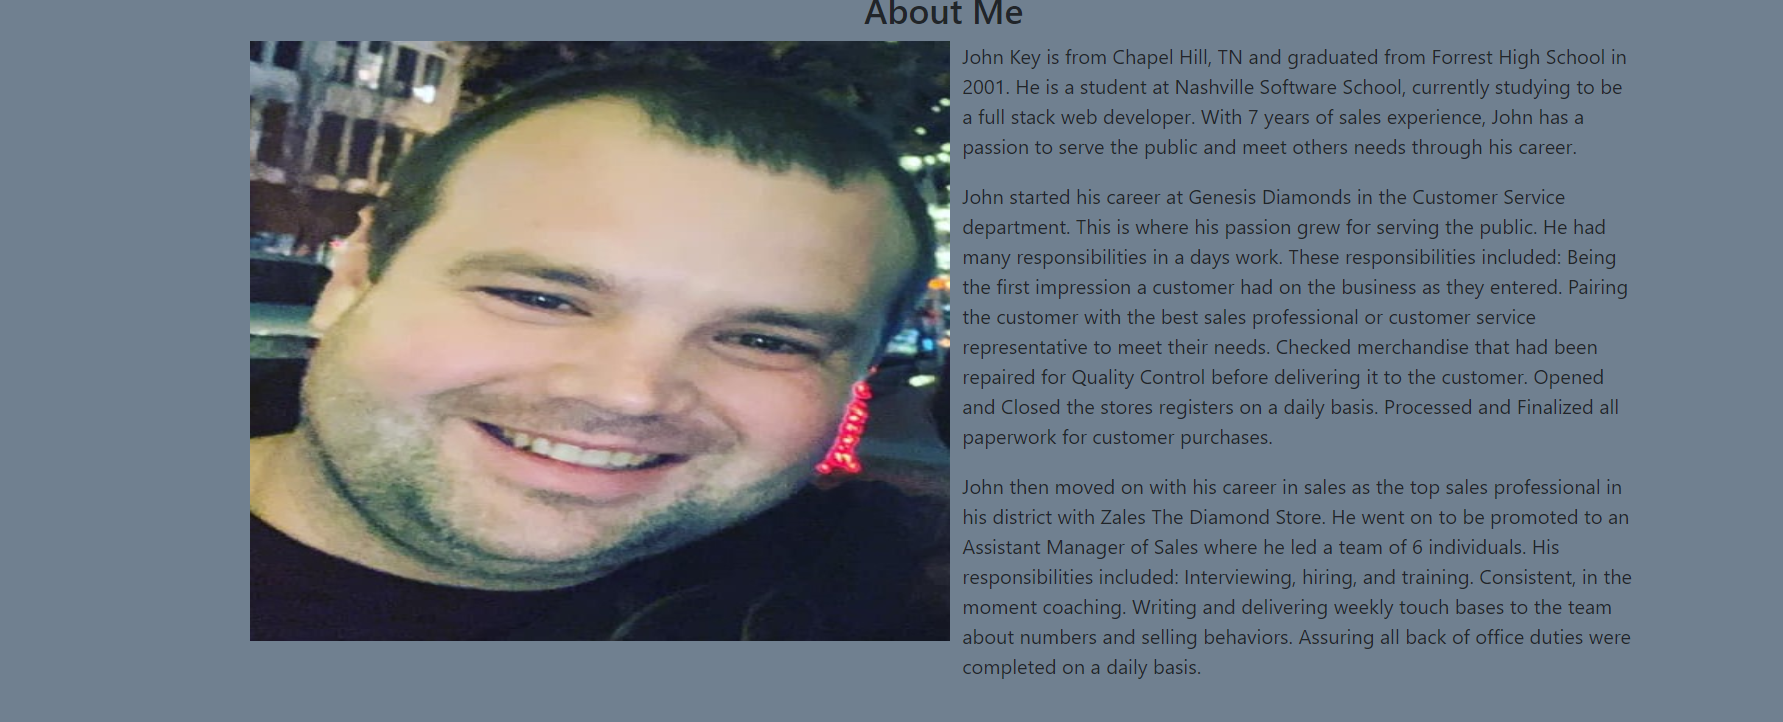 About Me
John Key is from Chapel Hill, TN and graduated from Forrest High School in
2001. He is a student at Nashville Software School, currently studying to be
a full stack web developer. With 7 years of sales experience, John has a
passion to serve the public and meet others needs through his career.
John started his career at Genesis Diamonds in the Customer Service
department. This is where his passion grew for serving the public. He had
many responsibilities in a days work. These responsibilities included: Being
the first impression a customer had on the business as they entered. Pairing
the customer with the best sales professional or customer service
representative to meet their needs. Checked merchandise that had been
repaired for Quality Control before delivering it to the customer. Opened
and Closed the stores registers on a daily basis. Processed and Finalized all
paperwork for customer purchases.
John then moved on with his career in sales as the top sales professional in
his district with Zales The Diamond Store. He went on to be promoted to an
Assistant Manager of Sales where he led a team of 6 individuals. His
responsibilities included: Interviewing, hiring, and training. Consistent, in the
moment coaching. Writing and delivering weekly touch bases to the team
about numbers and selling behaviors. Assuring all back of office duties were
completed on a daily basis.